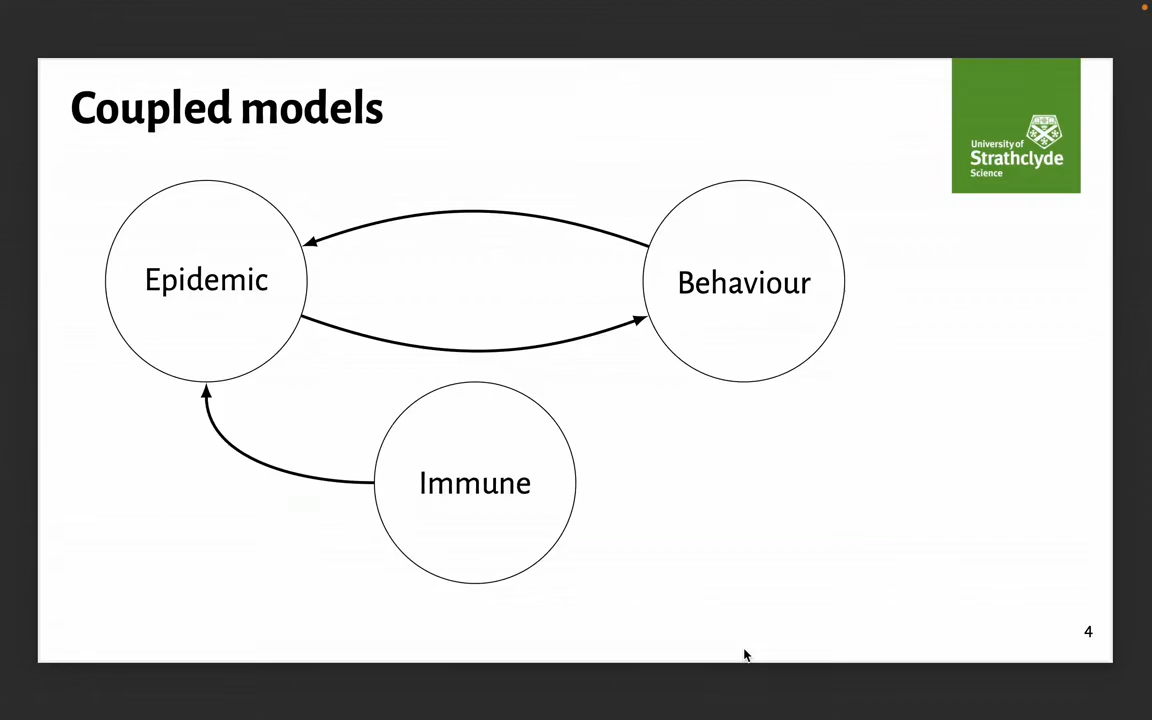 Coupled models
University of
Strathclyde
Science
Epidemic
Behaviour
Immune
4